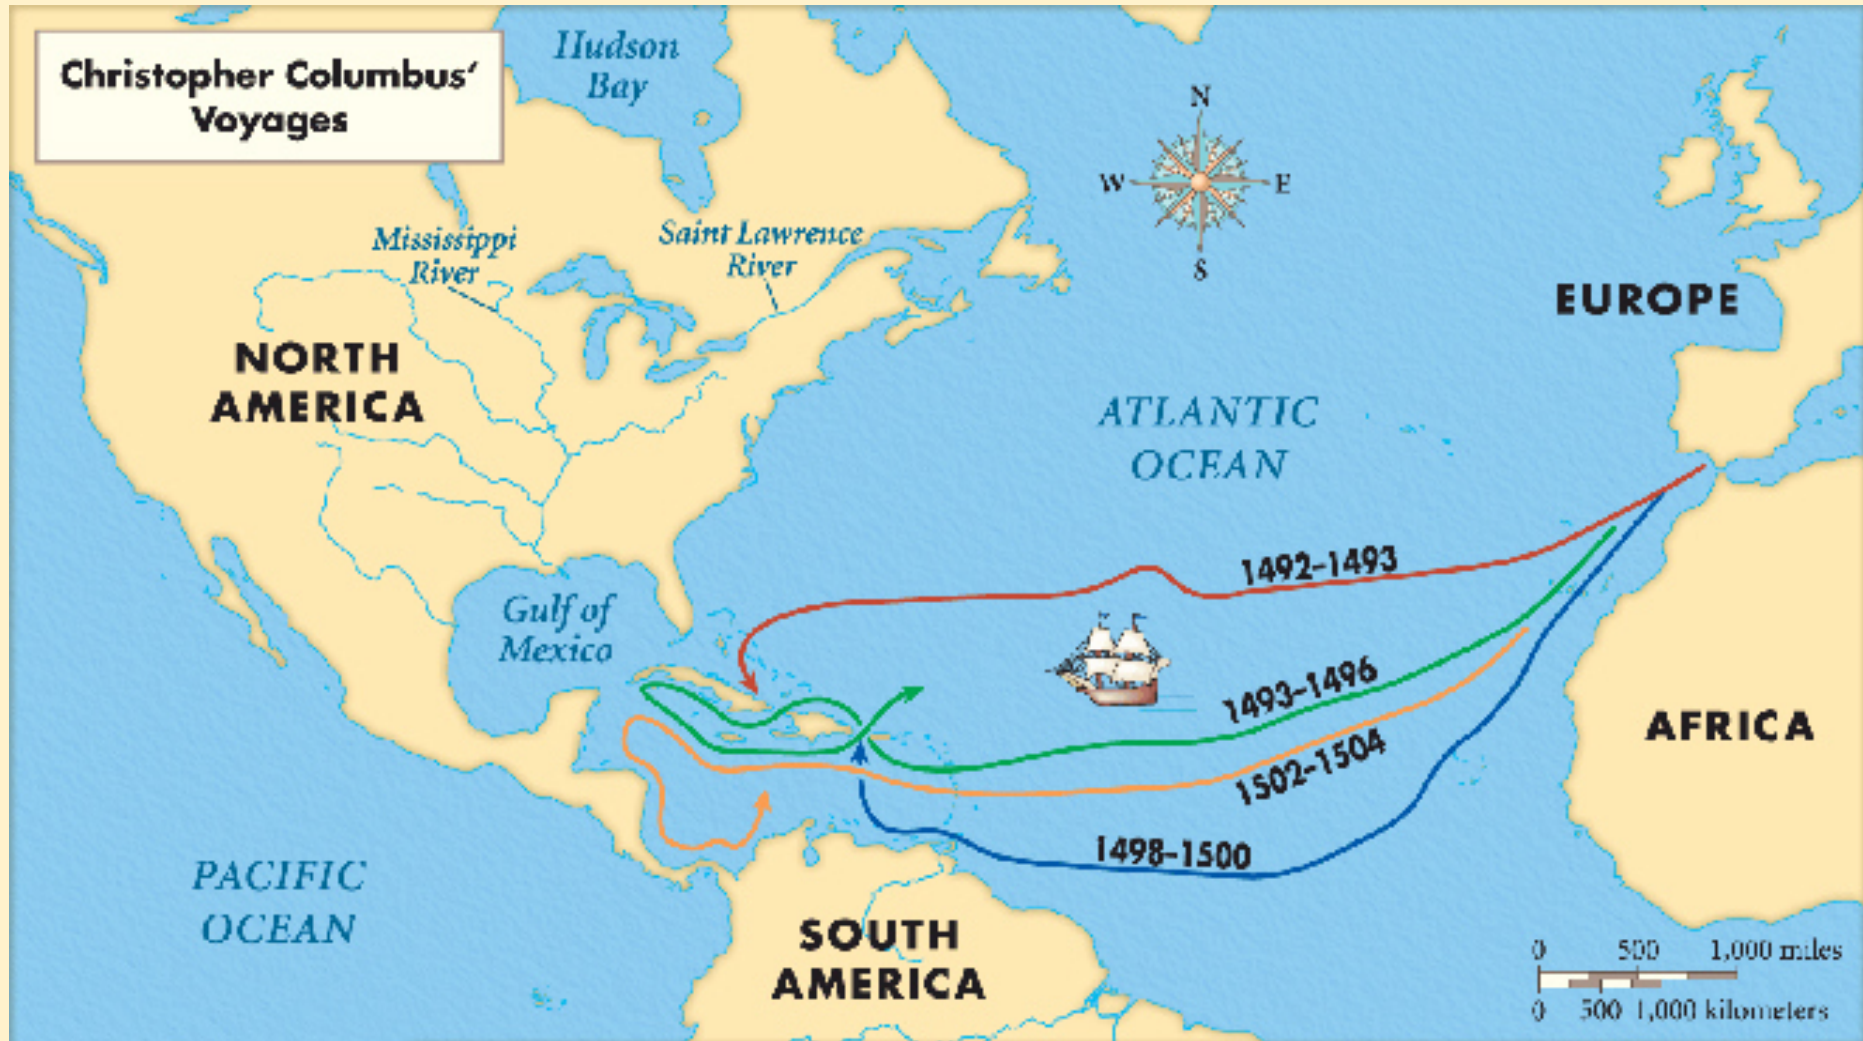 Christopher Columbus'
Voyages
Hudson
Bay
N
W
E
S
Mississippi
River
Saint Lawrence
River
EUROPE
NORTH
AMERICA
ATLANTIC
OCEAN
1492–1493
Gulf of
Mexico
1493–1496
AFRICA
1502–1504
1498–1500
PACIFIC
OCEAN
SOUTH
AMERICA
0 500 1,000 miles
0 500 1,000 kilometers